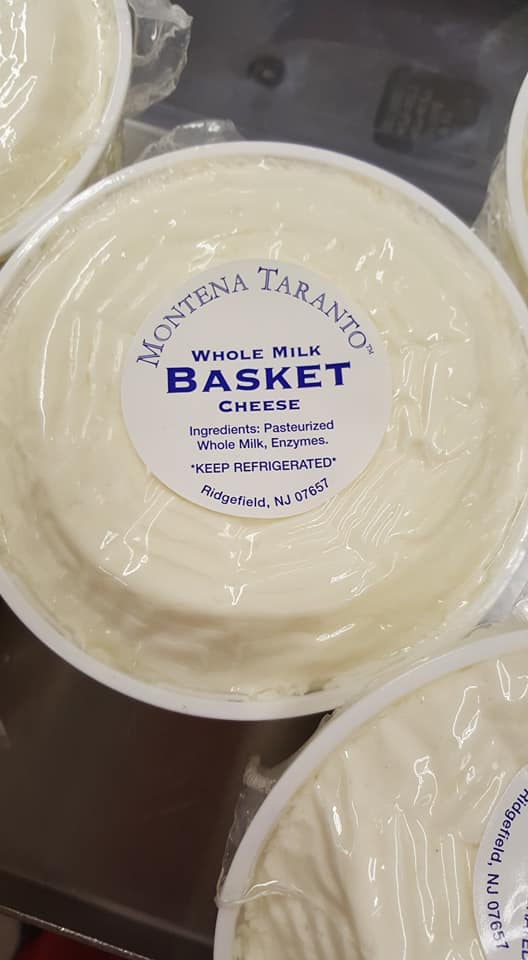 MONTENA TARANTO™
WHOLE MILK
BASKET
CHEESE
Ingredients: Pasteurized
Whole Milk, Enzymes.
*KEEP REFRIGERATED*
Ridgefield, NJ 07657
Ridgefield, NJ 07657